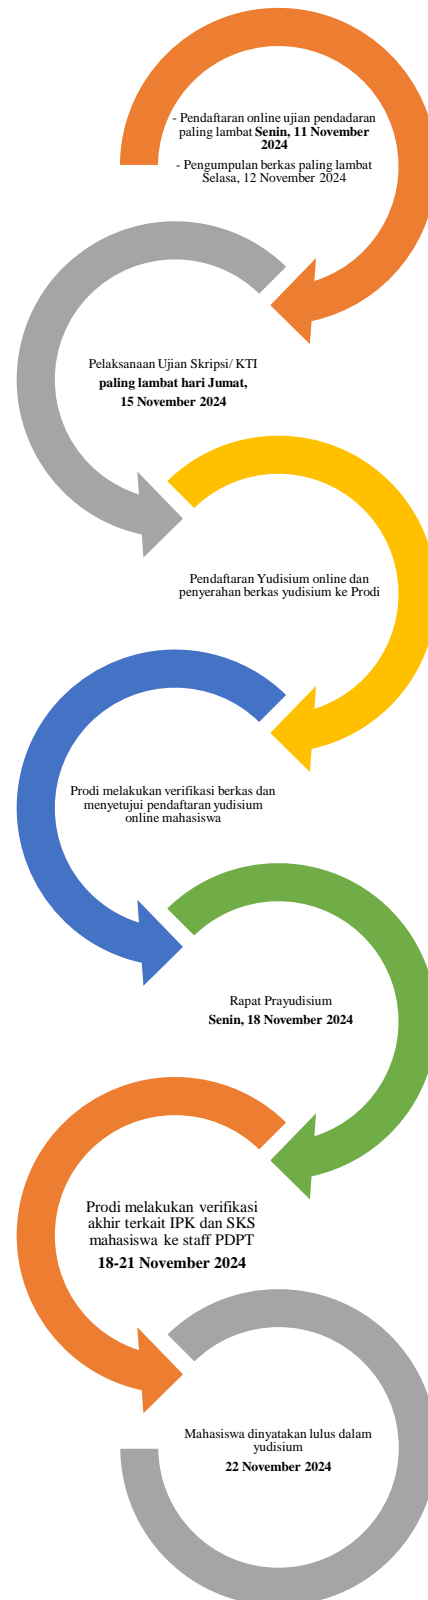 - Pendaftaran online ujian pendadaran
paling lambat Senin, 11 November
2024
- Pengumpulan berkas paling lambat
Selasa, 12 November 2024
Pelaksanaan Ujian Skripsi/ KTI
paling lambat hari Jumat,
15 November 2024
Pendaftaran Yudisium online dan
penyerahan berkas yudisium ke Prodi
Prodi melakukan verifikasi berkas dan
menyetujui pendaftaran yudisium
online mahasiswa
Rapat Prayudisium
Senin, 18 November 2024
Prodi melakukan verifikasi
akhir terkait IPK dan SKS
mahasiswa ke staff PDPT
18-21 November 2024
Mahasiswa dinyatakan lulus dalam
yudisium
22 November 2024